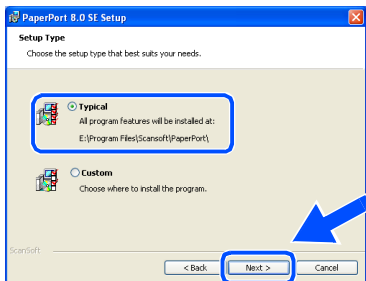 PaperPort 8.0 SE Setup
Setup Type
Choose the setup type that best suits your needs.
Typical
All program features will be installed at:
E:\Program Files\Scansoft\PaperPort\
Custom
Choose where to install the program.
ScanSoft
< Back Next > Cancel